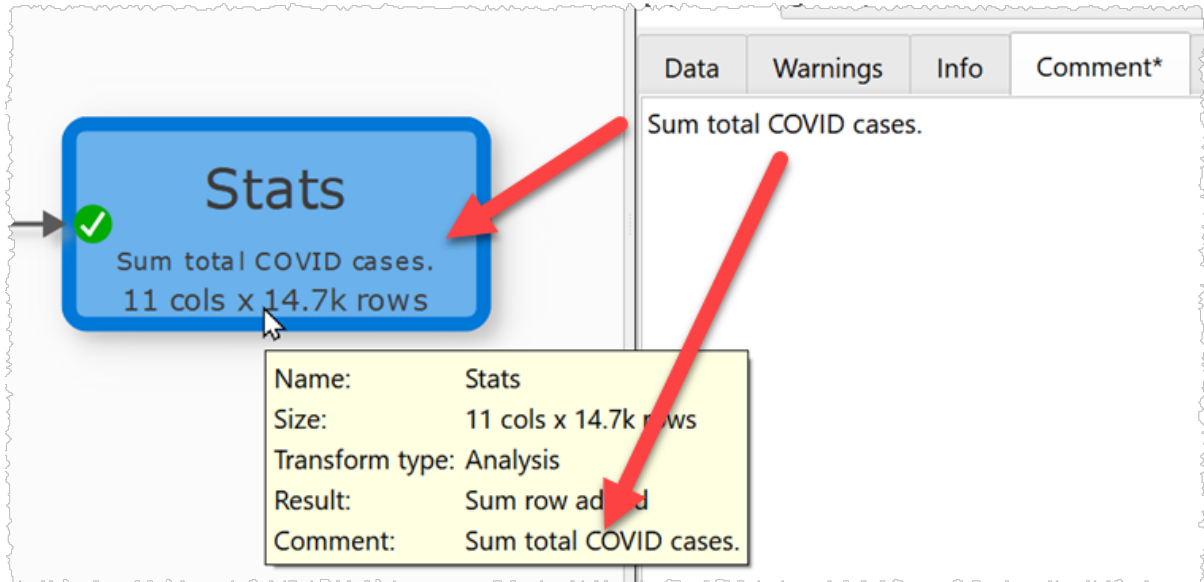 Data Warnings Info Comment*
Sum total COVID cases.
Stats
Sum total COVID cases.
11 cols x 14.7k rows
Name: Stats
Size: 11 cols x 14.7k rows
Transform type: Analysis
Result: Sum row added
Comment: Sum total COVID cases.